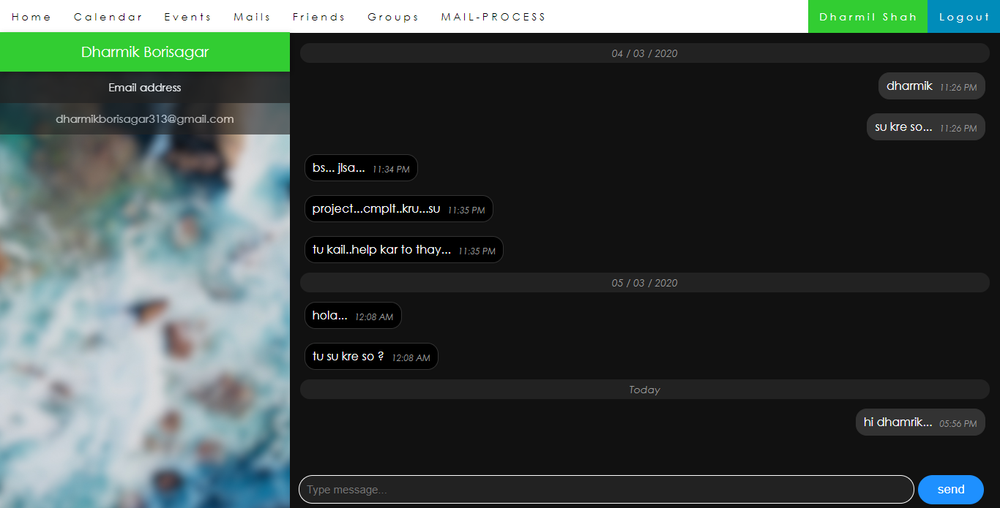 Home Calendar Events Mails Friends Groups MAIL-PROCESS Dharmil Shah Logout
Dharmik Borisagar
Email address
dharmikborisagar313@gmail.com
04 / 03 / 2020
dharmik 11:26 PM
su kre so... 11:26 PM
bs... jlsa... 11:34 PM
project...cmplt..kru...su 11:35 PM
tu kail..help kar to thay... 11:35 PM
05 / 03 / 2020
hola... 12:08 AM
tu su kre so ? 12:08 AM
Today
hi dhamrik... 05:56 PM
Type message... send